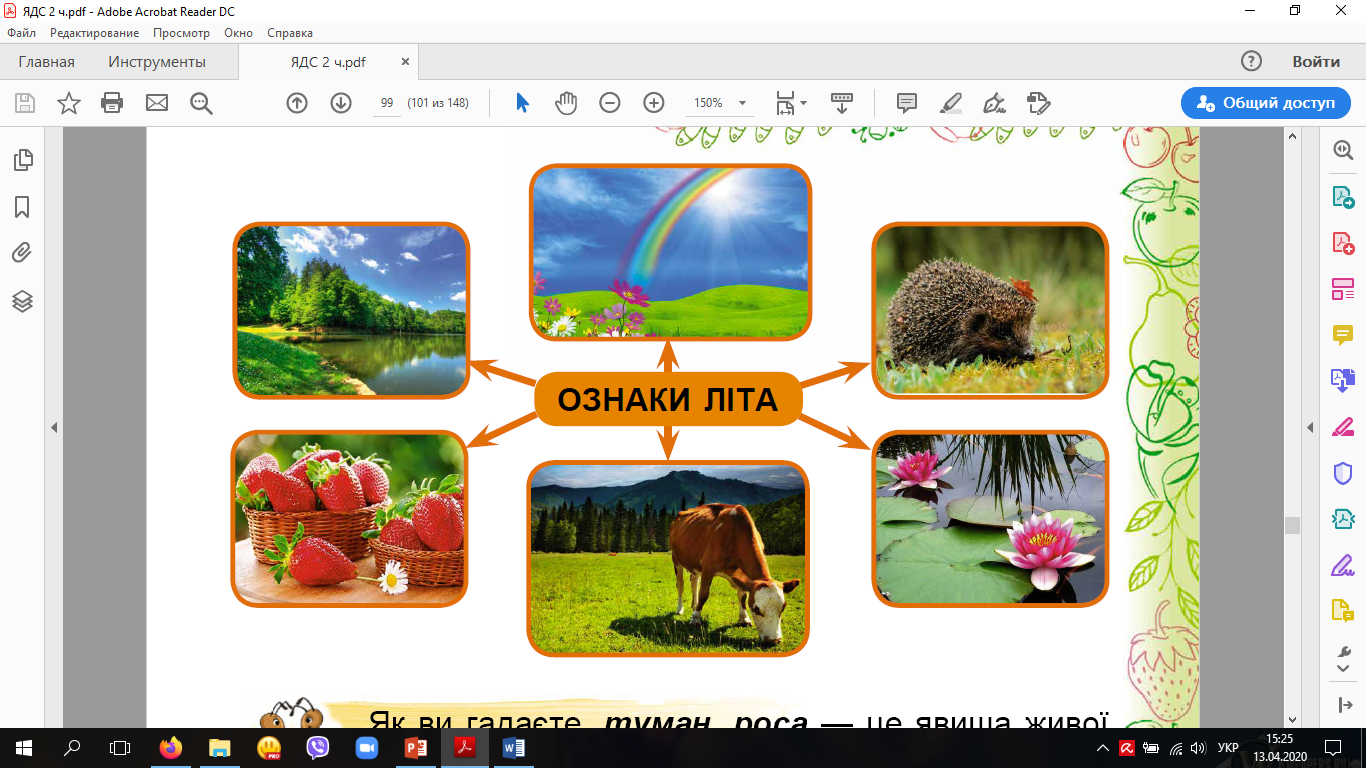 ЯДС 2 ч.pdf - Adobe Acrobat Reader DC
Файл Редактирование Просмотр Окно Справка
Главная Инструменты ЯДС 2 ч.pdf Войти
99 (101 из 148) 150% Общий доступ
ОЗНАКИ ЛІТА
Як ви гадаєте, туман, роса — це явища живої
УКР
15:25
13.04.2020
PRO